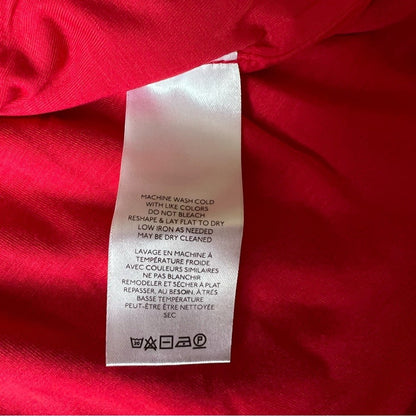 MACHINE WASH COLD
WITH LIKE COLORS
DO NOT BLEACH
RESHAPE & LAY FLAT TO DRY
LOW IRON AS NEEDED
MAY BE DRY CLEANED
LAVAGE EN MACHINE À
TEMPÉRATURE FROIDE
AVEC COULEURS SIMILAIRES
NE PAS BLANCHIR
REMODELER ET SÉCHER À PLAT
REPASSER, AU BESOIN, À TRÈS
BASSE TEMPÉRATURE
PEUT-ÊTRE ÊTRE NETTOYÉE
SEC